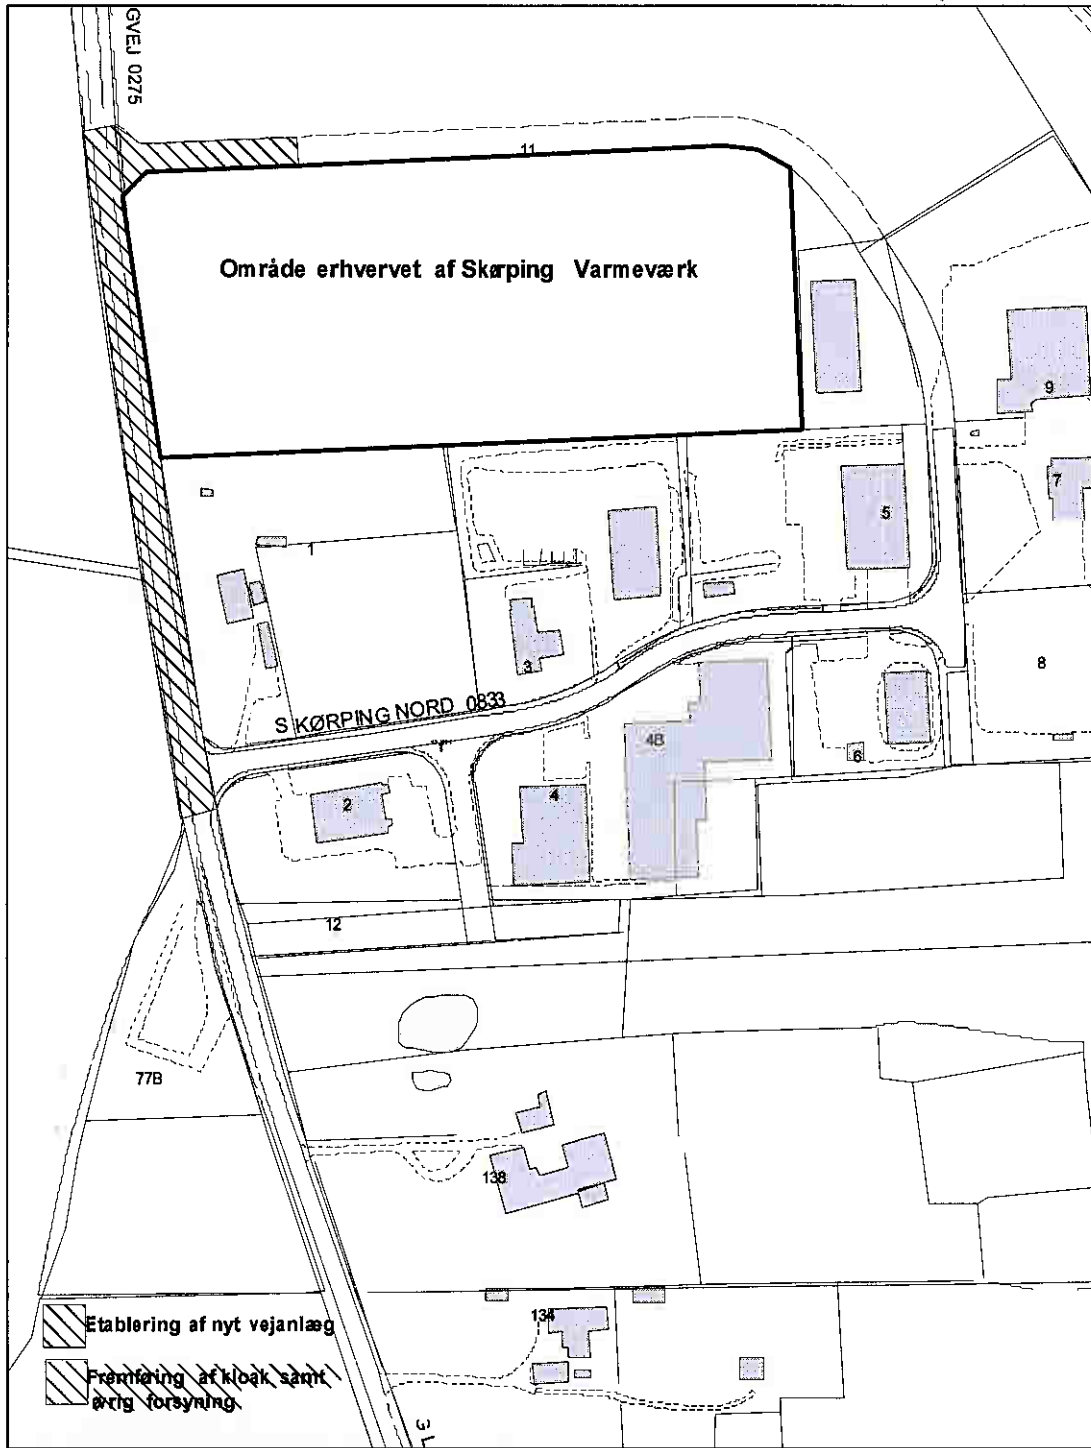 GVEJ 0275
11
Område erhvervet af Skørping Varmeværk
9
7
5
1
3
8
SKØRPING NORD 0833
4B
6
2
4
12
77B
138
134
Etablering af nyt vejanlæg
Fremføring af kloak samt
øvrig forsyning